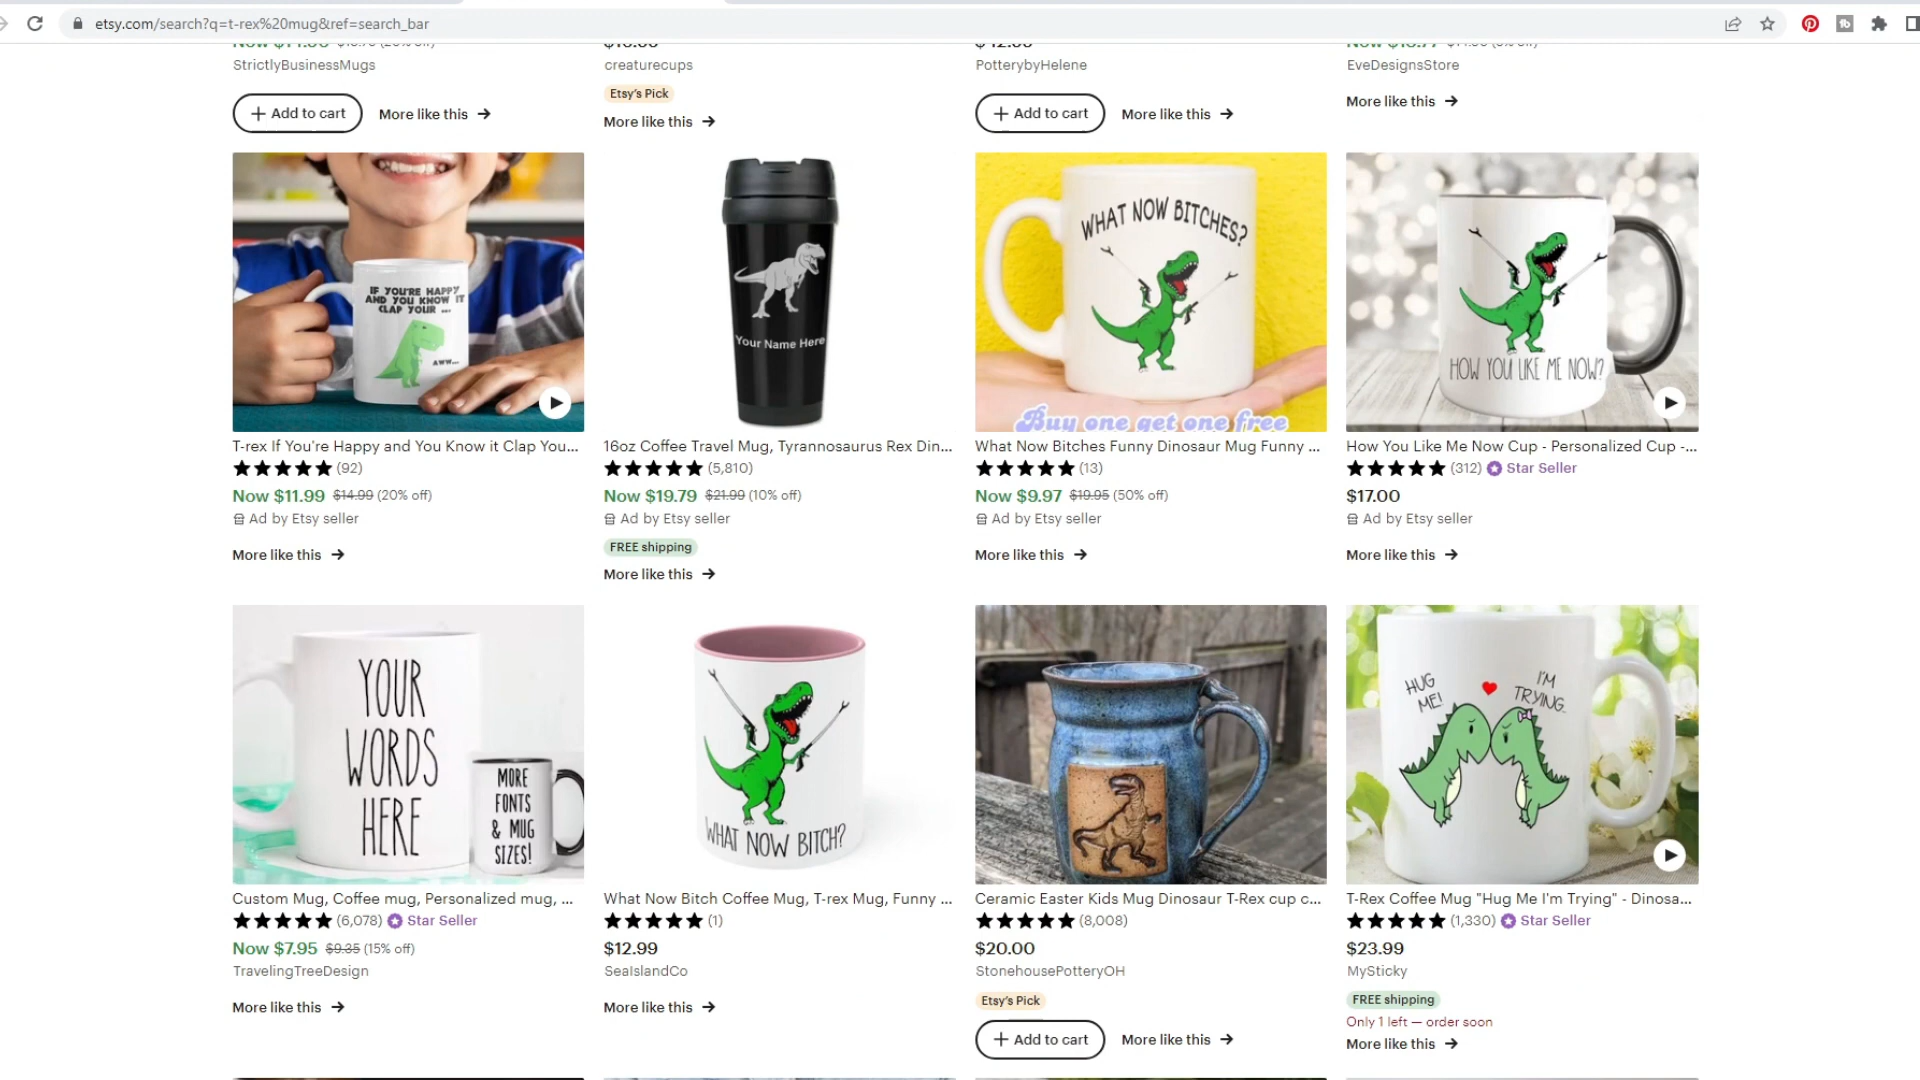 etsy.com/search?q=t-rex%20mug&ref=search_bar
StrictlyBusinessMugs
creaturecups
PotterybyHelene
EveDesignsStore
Etsy's Pick
+ Add to cart
More like this →
More like this →
+ Add to cart
More like this →
More like this →
IF YOU'RE HAPPY
AND YOU KNOW IT
CLAP YOUR ...
AWW...
Your Name Here
WHAT NOW BITCHES?
Buy one get one free
HOW YOU LIKE ME NOW?
T-rex If You're Happy and You Know it Clap You...
(92)
Now $11.99 $14.99 (20% off)
Ad by Etsy seller
More like this →
16oz Coffee Travel Mug, Tyrannosaurus Rex Din...
(5,810)
Now $19.79 $21.99 (10% off)
Ad by Etsy seller
FREE shipping
More like this →
What Now Bitches Funny Dinosaur Mug Funny ...
(13)
Now $9.97 $19.95 (50% off)
Ad by Etsy seller
More like this →
How You Like Me Now Cup - Personalized Cup -...
(312) Star Seller
$17.00
Ad by Etsy seller
More like this →
YOUR
WORDS
HERE
MORE
FONTS
& MUG
SIZES!
WHAT NOW BITCH?
HUG
ME!
I'M
TRYING.
Custom Mug, Coffee mug, Personalized mug, ...
(6,078) Star Seller
Now $7.95 $9.35 (15% off)
TravelingTreeDesign
More like this →
What Now Bitch Coffee Mug, T-rex Mug, Funny ...
(1)
$12.99
SeaIslandCo
More like this →
Ceramic Easter Kids Mug Dinosaur T-Rex cup c...
(8,008)
$20.00
StonehousePotteryOH
Etsy's Pick
+ Add to cart
More like this →
T-Rex Coffee Mug "Hug Me I'm Trying" - Dinosa...
(1,330) Star Seller
$23.99
MySticky
FREE shipping
Only 1 left — order soon
More like this →